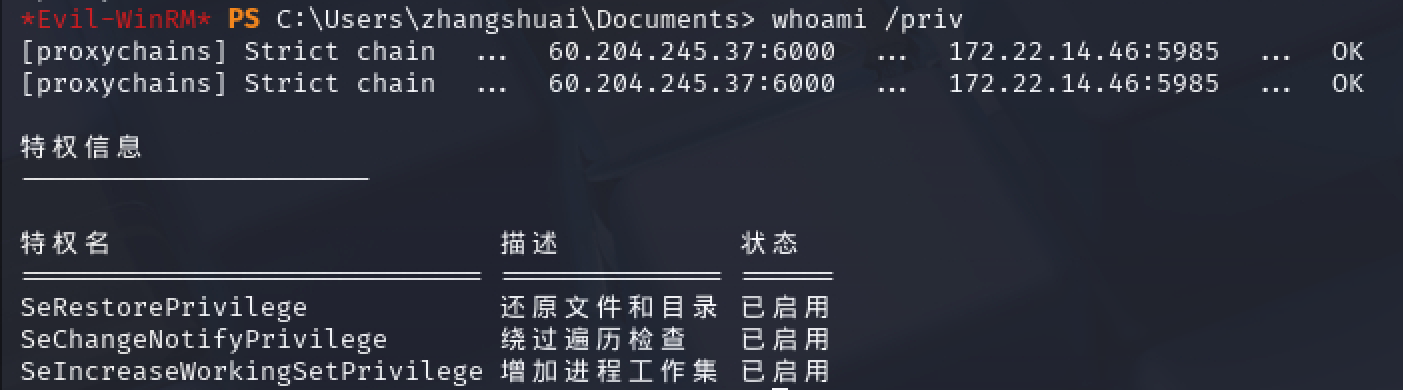 *Evil-WinRM* PS C:\Users\zhangshuai\Documents> whoami /priv
[proxychains] Strict chain ... 60.204.245.37:6000 ... 172.22.14.46:5985 ... OK
[proxychains] Strict chain ... 60.204.245.37:6000 ... 172.22.14.46:5985 ... OK
特权信息
特权名 描述 状态
SeRestorePrivilege 还原文件和目录 已启用
SeChangeNotifyPrivilege 绕过遍历检查 已启用
SeIncreaseWorkingSetPrivilege 增加进程工作集 已启用